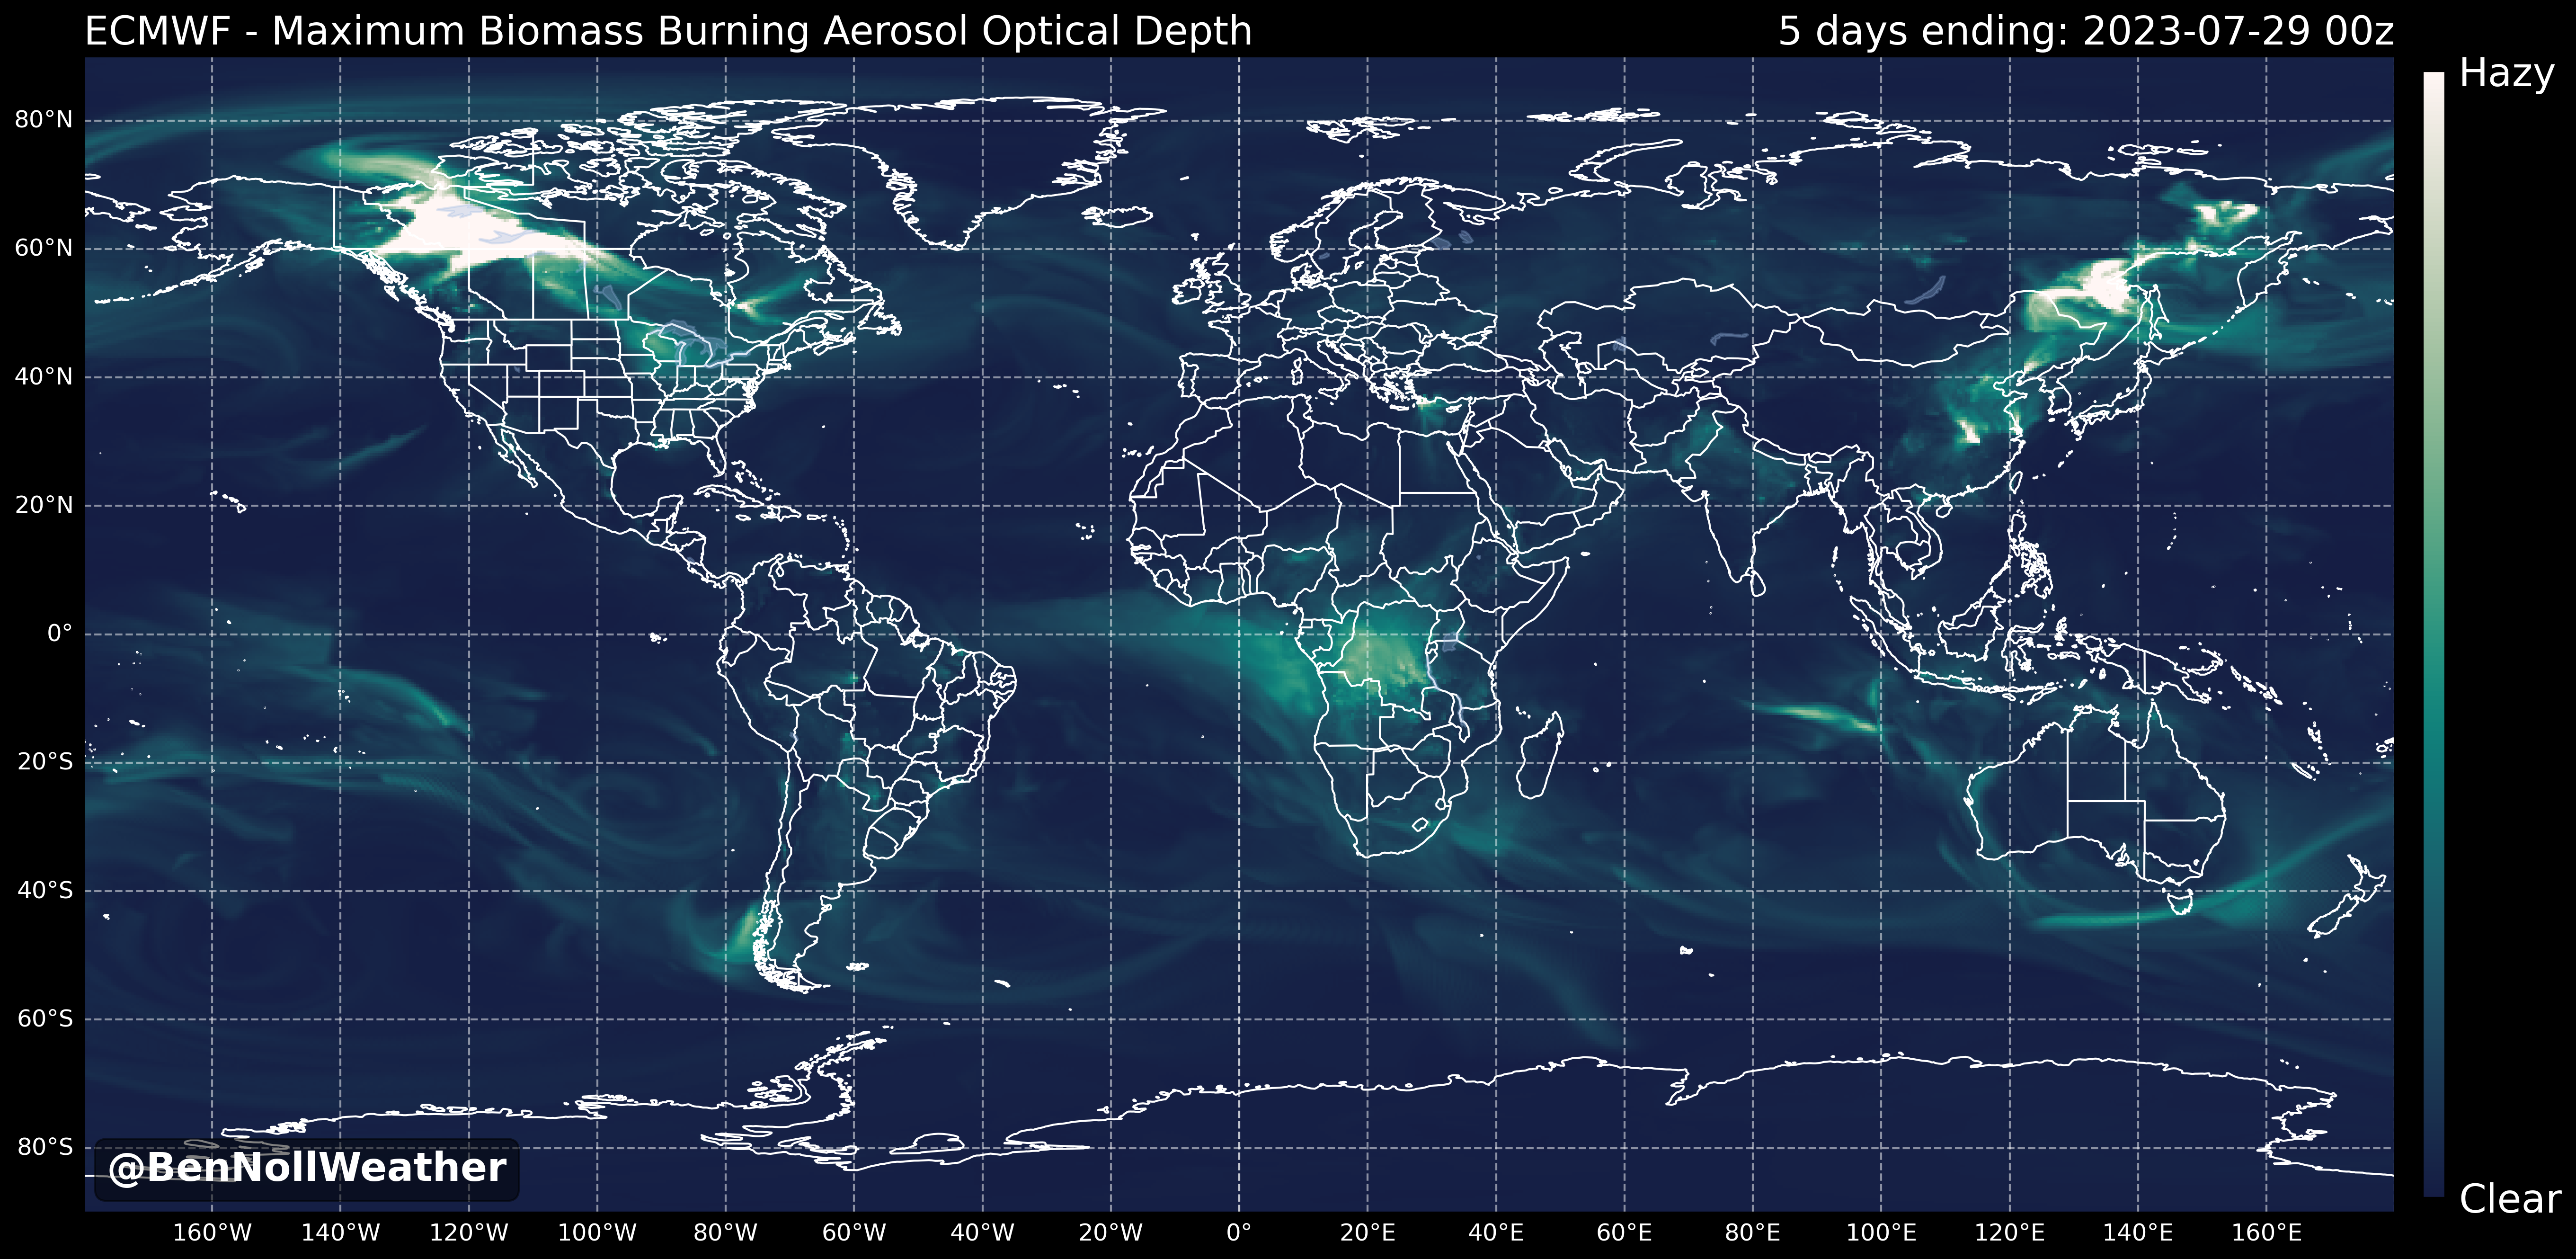 ECMWF - Maximum Biomass Burning Aerosol Optical Depth
5 days ending: 2023-07-29 00z
Hazy
80°N
60°N
40°N
20°N
0°
20°S
40°S
60°S
80°S
@BenNollWeather
Clear
160°W 140°W 120°W 100°W 80°W 60°W 40°W 20°W 0° 20°E 40°E 60°E 80°E 100°E 120°E 140°E 160°E